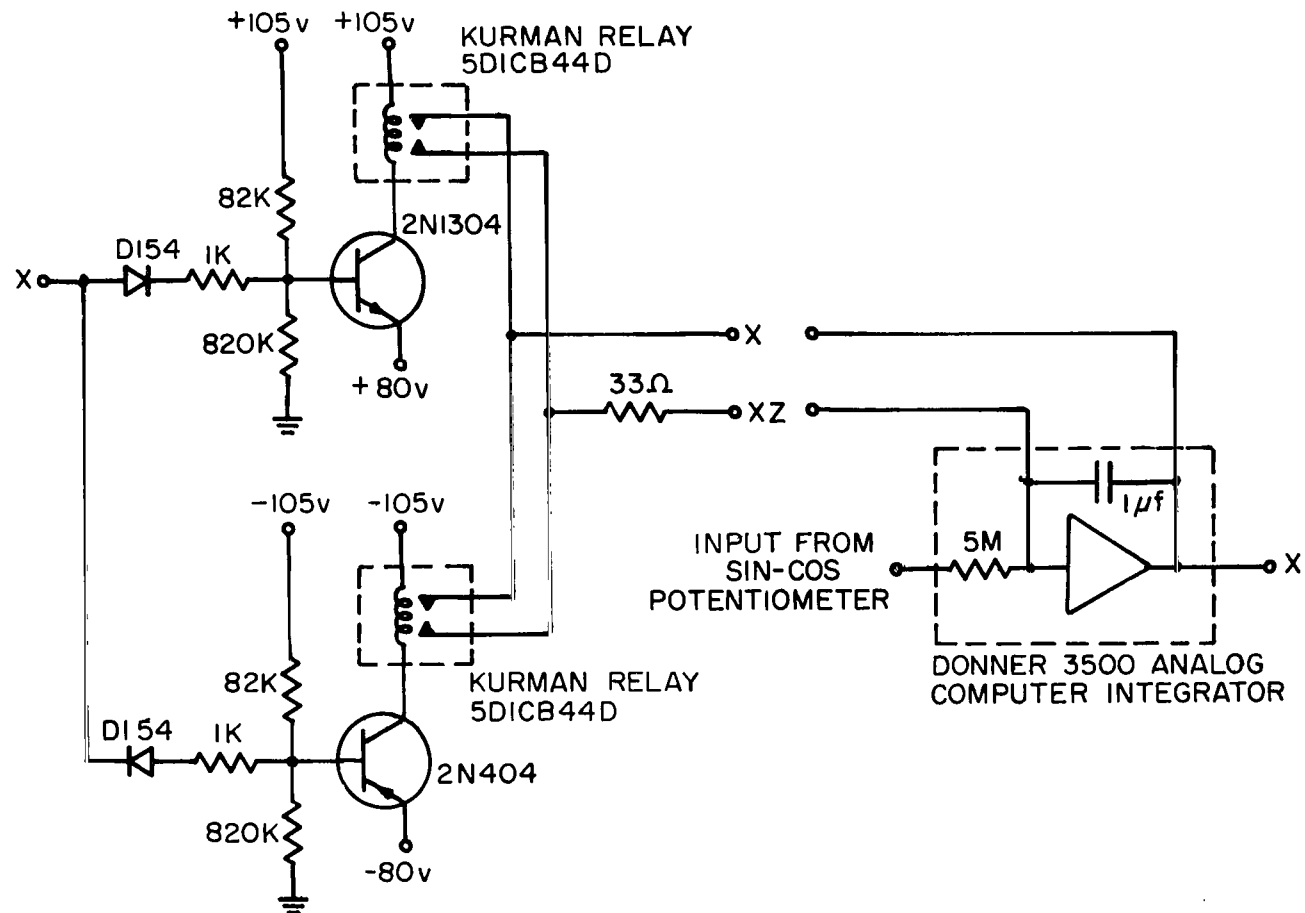 +105v
+105v
KURMAN RELAY
5D1CB44D
82K
2N1304
D154
1K
X
820K
+80v
X
33Ω
XZ
-105v
-105v
1μf
INPUT FROM
SIN-COS
POTENTIOMETER
5M
X
KURMAN RELAY
5D1CB44D
DONNER 3500 ANALOG
COMPUTER INTEGRATOR
82K
D154
1K
2N404
820K
-80v